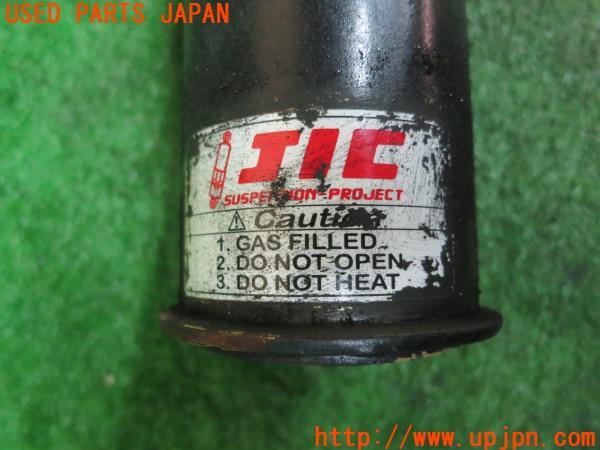 USED PARTS JAPAN
JIC
SUSPENSION-PROJECT
Caution
1. GAS FILLED
2. DO NOT OPEN
3. DO NOT HEAT
http://www.upjpn.com/